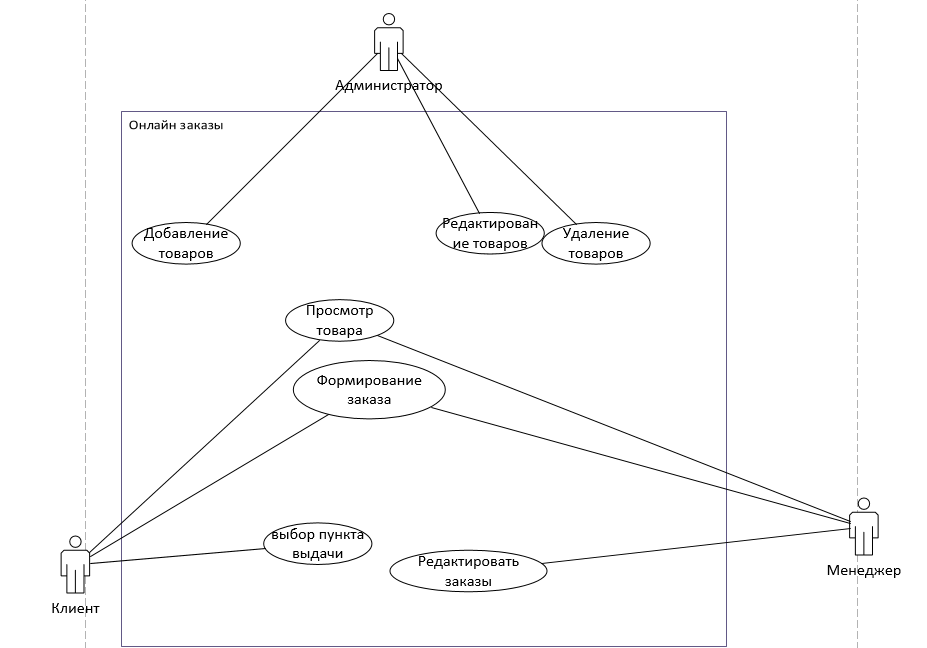 Администратор
Онлайн заказы
Добавление
товаров
Редактирован
ие товаров
Удаление
товаров
Просмотр
товара
Формирование
заказа
выбор пункта
выдачи
Редактировать
заказы
Клиент
Менеджер